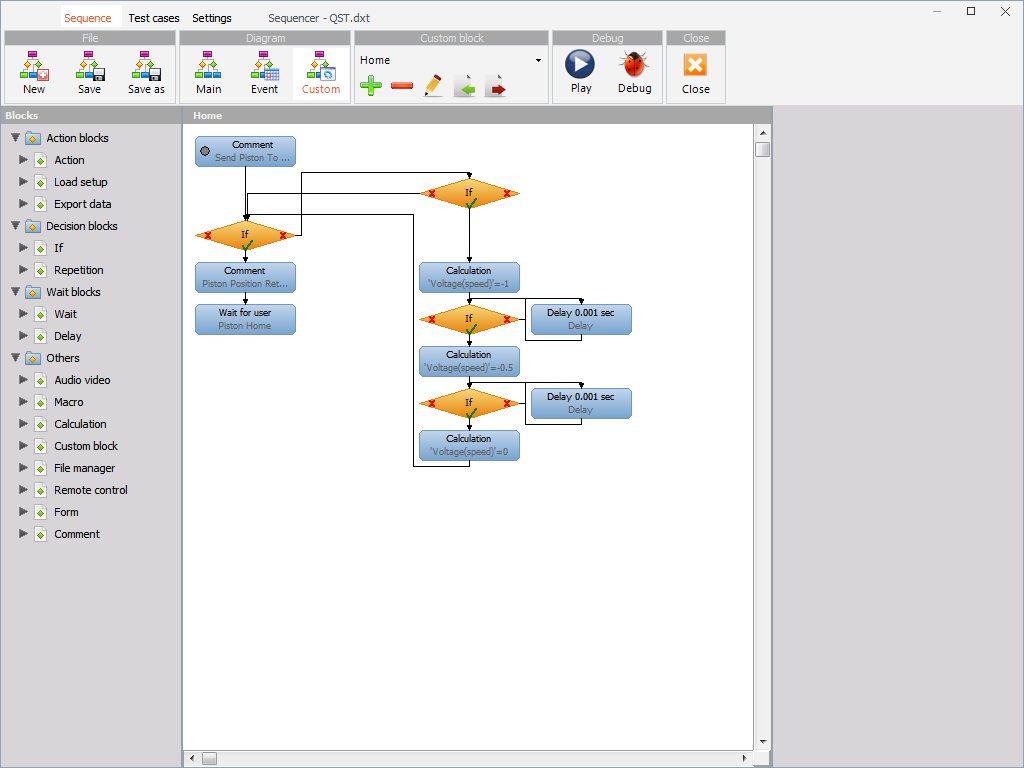 Sequence Test cases Settings Sequencer - QST.dxt
File Diagram Custom block Debug Close
Home
New Save Save as Main Event Custom Play Debug Close
Blocks
Home
Action blocks
Action
Load setup
Export data
Decision blocks
If
Repetition
Wait blocks
Wait
Delay
Others
Audio video
Macro
Calculation
Custom block
File manager
Remote control
Form
Comment
Comment
Send Piston To ...
If
If
Comment
Piston Position Ret...
Wait for user
Piston Home
Calculation
'Voltage(speed)'=-1
If
Delay 0.001 sec
Delay
Calculation
'Voltage(speed)'=-0.5
If
Delay 0.001 sec
Delay
Calculation
'Voltage(speed)'=0